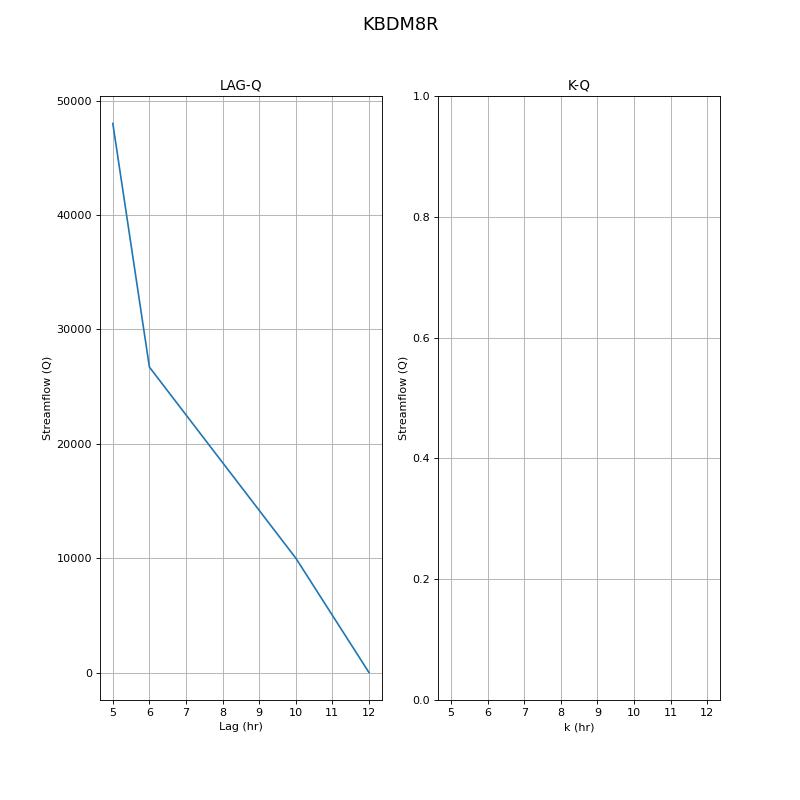 KBDM8R
LAG-Q
50000
40000
30000
20000
10000
0
Streamflow (Q)
5 6 7 8 9 10 11 12
Lag (hr)
K-Q
1.0
0.8
0.6
0.4
0.2
0.0
Streamflow (Q)
5 6 7 8 9 10 11 12
k (hr)